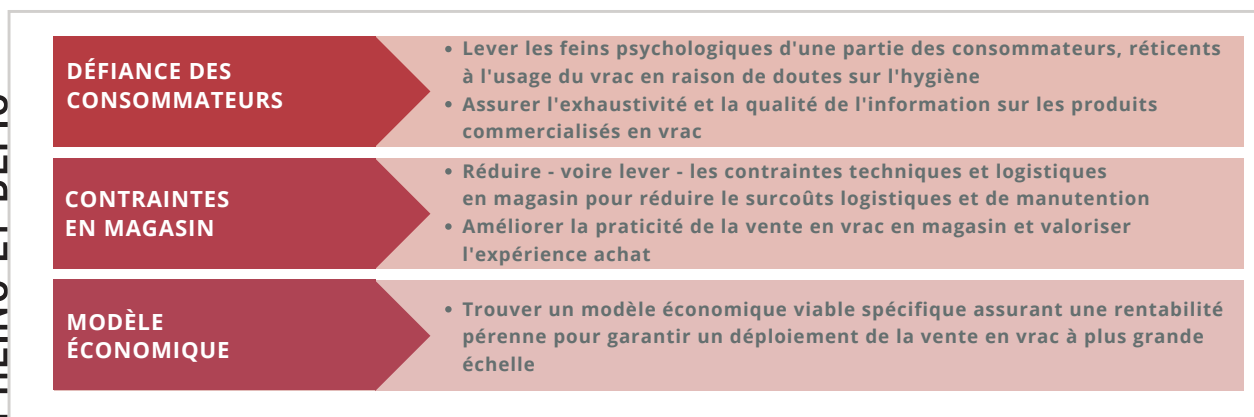 DÉFIANCE DES
CONSOMMATEURS
• Lever les feins psychologiques d'une partie des consommateurs, réticents
à l'usage du vrac en raison de doutes sur l'hygiène
• Assurer l'exhaustivité et la qualité de l'information sur les produits
commercialisés en vrac
CONTRAINTES
EN MAGASIN
• Réduire - voire lever - les contraintes techniques et logistiques
en magasin pour réduire le surcoûts logistiques et de manutention
• Améliorer la praticité de la vente en vrac en magasin et valoriser
l'expérience achat
MODÈLE
ÉCONOMIQUE
• Trouver un modèle économique viable spécifique assurant une rentabilité
pérenne pour garantir un déploiement de la vente en vrac à plus grande
échelle